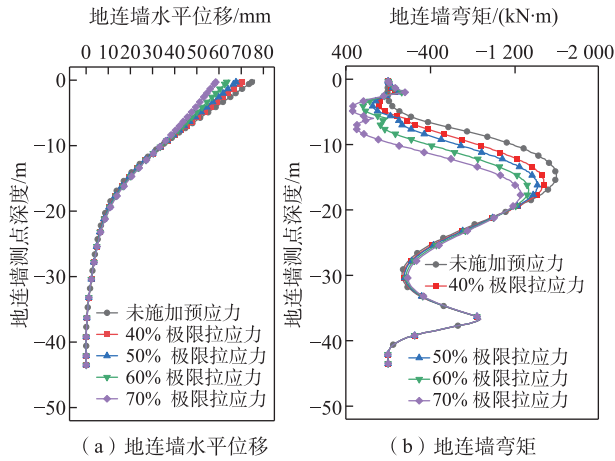 地连墙水平位移/mm
0 10 20 30 40 50 60 70 80
地连墙测点深度/m
0
−10
−20
−30
−40
−50
未施加预应力
40% 极限拉应力
50% 极限拉应力
60% 极限拉应力
70% 极限拉应力
(a)地连墙水平位移
地连墙弯矩/(kN·m)
400 −400 −1 200 −2 000
地连墙测点深度/m
0
−10
−20
−30
−40
−50
未施加预应力
40% 极限拉应力
50% 极限拉应力
60% 极限拉应力
70% 极限拉应力
(b)地连墙弯矩